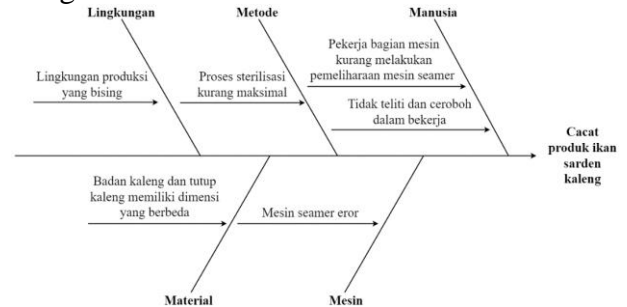 Lingkungan
Metode
Manusia
Lingkungan produksi
yang bising
Proses sterilisasi
kurang maksimal
Pekerja bagian mesin
kurang melakukan
pemeliharaan mesin seamer
Tidak teliti dan ceroboh
dalam bekerja
Cacat
produk ikan
sarden
kaleng
Badan kaleng dan tutup
kaleng memiliki dimensi
yang berbeda
Mesin seamer eror
Material
Mesin